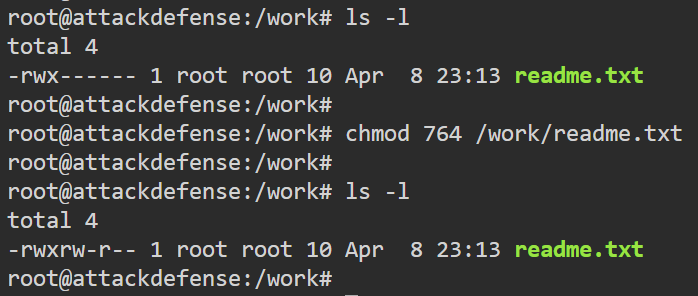 root@attackdefense:/work# ls -l
total 4
-rwx------ 1 root root 10 Apr  8 23:13 readme.txt
root@attackdefense:/work#
root@attackdefense:/work# chmod 764 /work/readme.txt
root@attackdefense:/work#
root@attackdefense:/work# ls -l
total 4
-rwxrw-r-- 1 root root 10 Apr  8 23:13 readme.txt
root@attackdefense:/work#